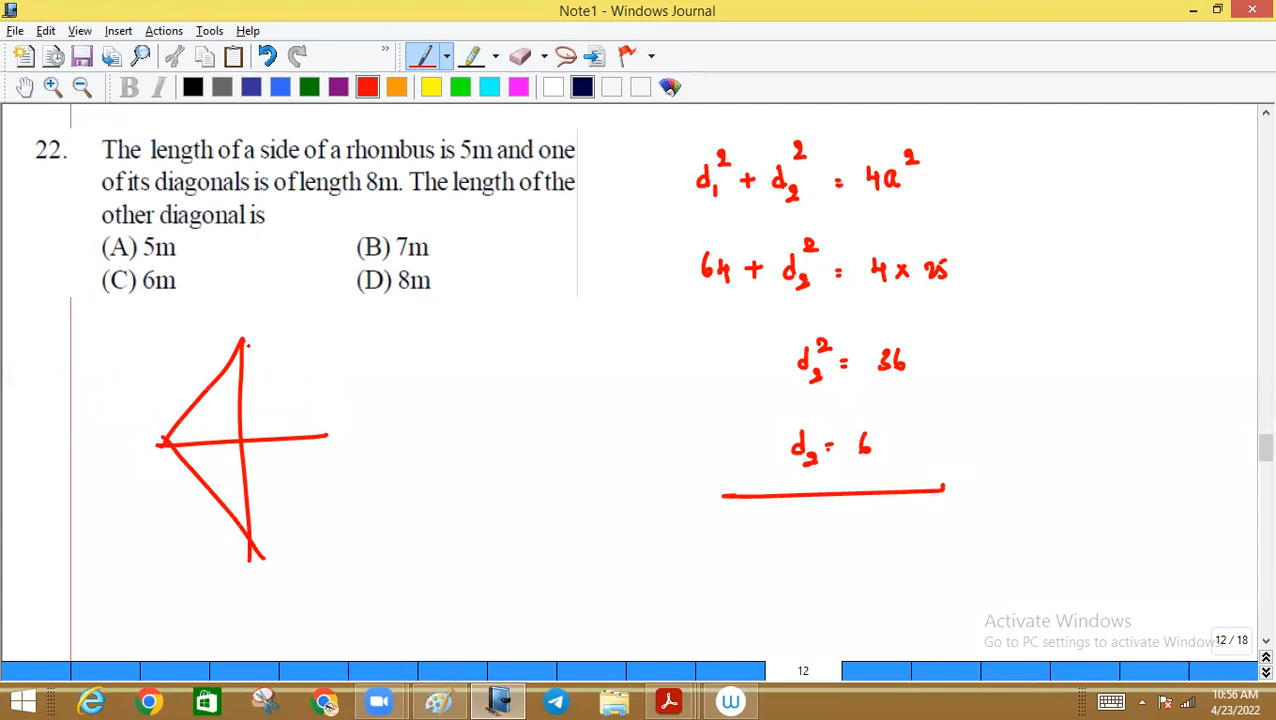 Note1 - Windows Journal
File Edit View Insert Actions Tools Help
22. The length of a side of a rhombus is 5m and one
of its diagonals is of length 8m. The length of the
other diagonal is
(A) 5m (B) 7m
(C) 6m (D) 8m
d₁² + d₂² = 4a²
64 + d₂² = 4 × 25
d₂² = 36
d₂ = 6
Activate Windows
Go to PC settings to activate Windows.
12 / 18
12
10:56 AM
4/23/2022